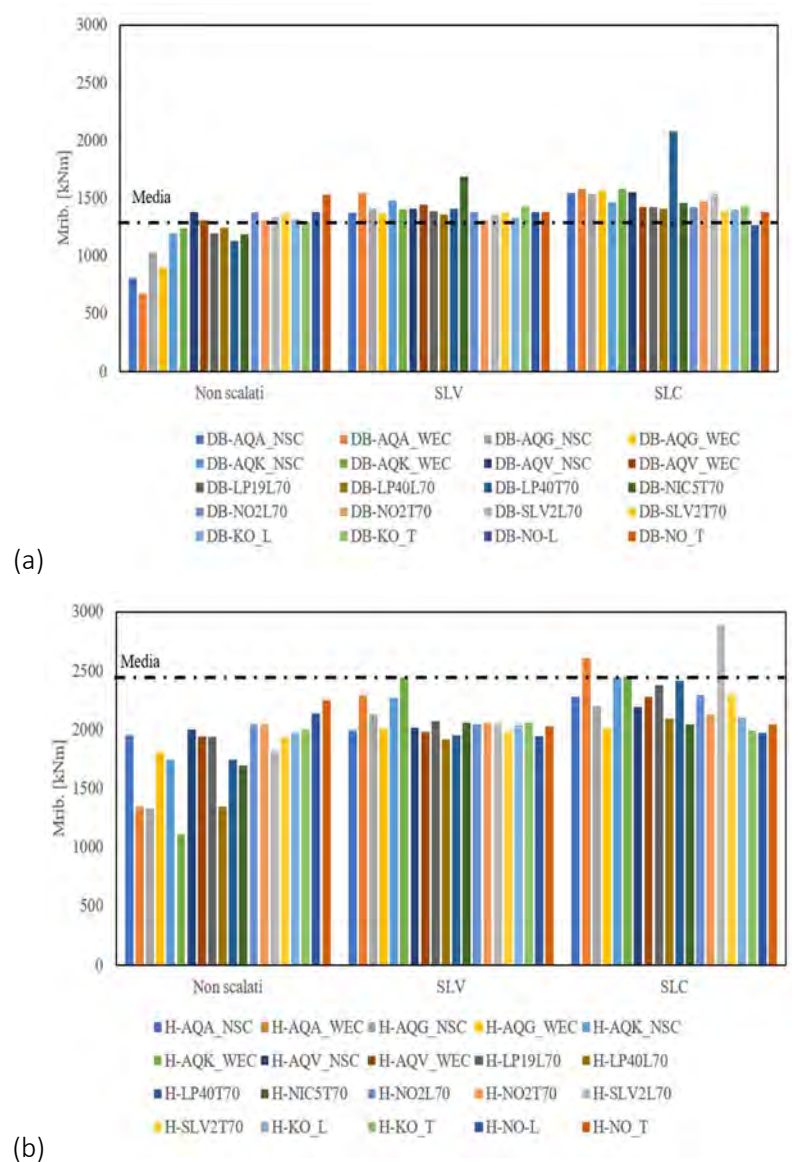 3000
2500
2000
1500
1000
500
0
Mrib. [kNm]
Media
Non scalati SLV SLC
DB-AQA_NSC DB-AQA_WEC DB-AQG_NSC DB-AQG_WEC
DB-AQK_NSC DB-AQK_WEC DB-AQV_NSC DB-AQV_WEC
DB-LP19L70 DB-LP40L70 DB-LP40T70 DB-NIC5T70
DB-NO2L70 DB-NO2T70 DB-SLV2L70 DB-SLV2T70
DB-KO_L DB-KO_T DB-NO-L DB-NO_T
(a)
3000
2500
2000
1500
1000
500
0
Mrib. [kNm]
Media
Non scalati SLV SLC
H-AQA_NSC H-AQA_WEC H-AQG_NSC H-AQG_WEC H-AQK_NSC
H-AQK_WEC H-AQV_NSC H-AQV_WEC H-LP19L70 H-LP40L70
H-LP40T70 H-NIC5T70 H-NO2L70 H-NO2T70 H-SLV2L70
H-SLV2T70 H-KO_L H-KO_T H-NO-L H-NO_T
(b)